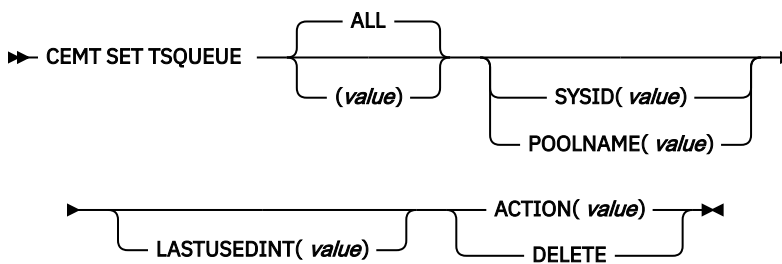 ALL
CEMT SET TSQUEUE
(value)
SYSID( value)
POOLNAME( value)
LASTUSEDINT( value)
ACTION( value)
DELETE